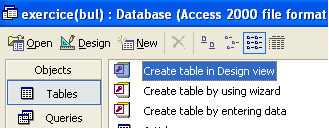 exercice(bul) : Database (Access 2000 file format
Open Design New
Objects
Tables
Queries
Create table in Design view
Create table by using wizard
Create table by entering data